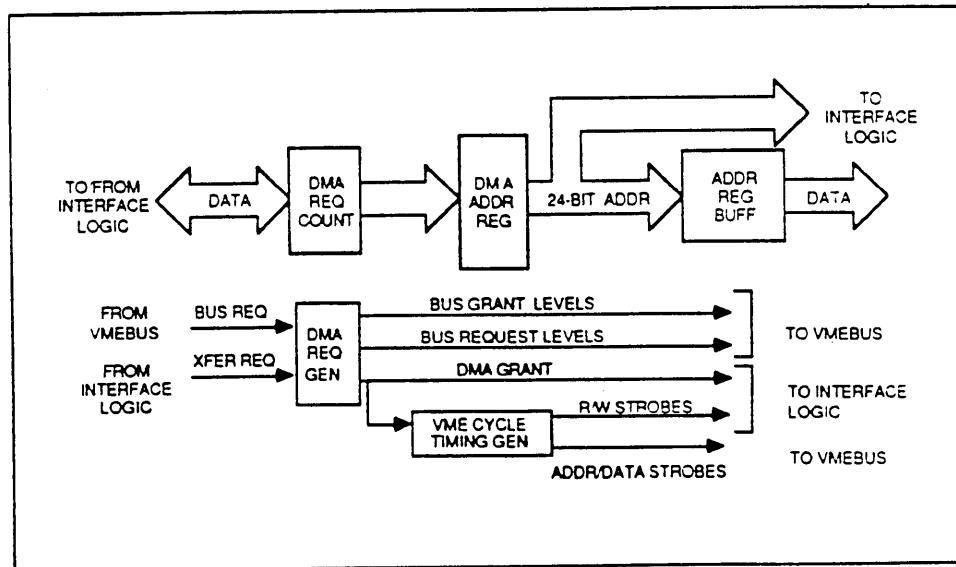 TO
INTERFACE
LOGIC
TO FROM
INTERFACE
LOGIC
DATA
DMA
REQ
COUNT
DMA
ADDR
REG
24-BIT ADDR
ADDR
REG
BUFF
DATA
FROM
VMEBUS
BUS REQ
FROM
INTERFACE
LOGIC
XFER REQ
DMA
REQ
GEN
BUS GRANT LEVELS
BUS REQUEST LEVELS
TO VMEBUS
DMA GRANT
R/W STROBES
TO INTERFACE
LOGIC
VME CYCLE
TIMING GEN
ADDR/DATA STROBES
TO VMEBUS